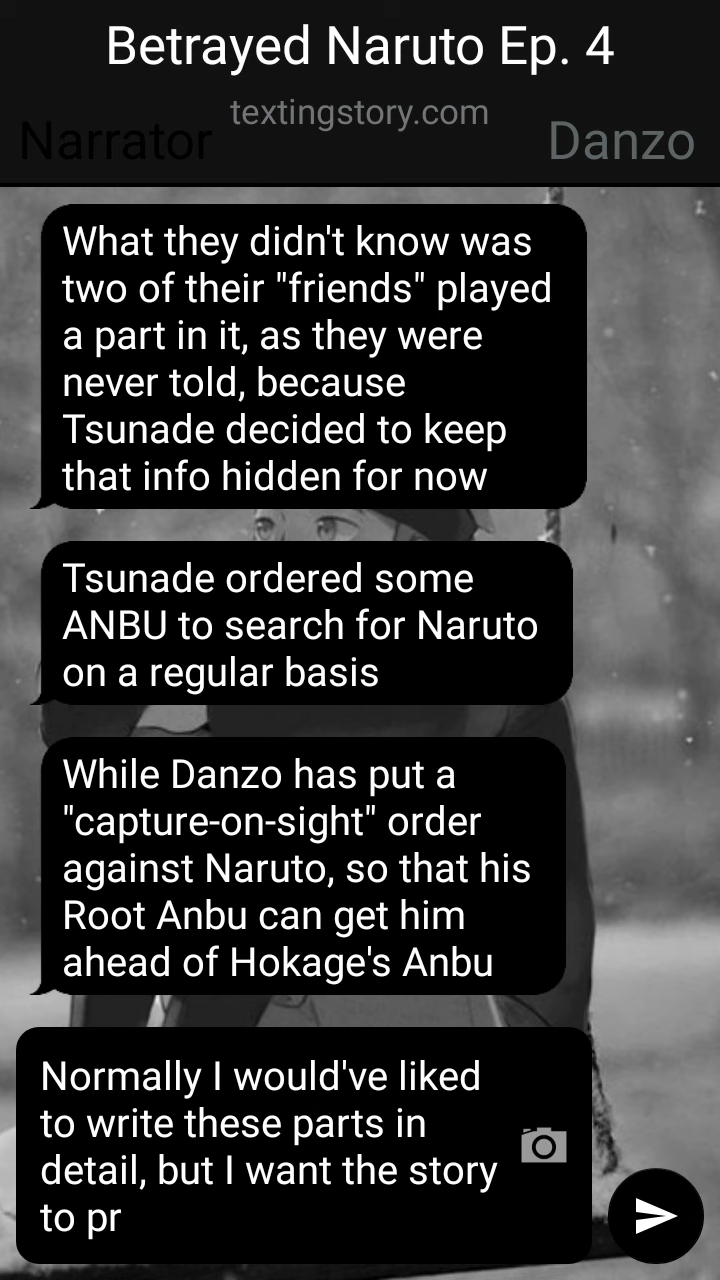 Betrayed Naruto Ep. 4
textingstory.com
Narrator
Danzo
What they didn't know was
two of their "friends" played
a part in it, as they were
never told, because
Tsunade decided to keep
that info hidden for now
Tsunade ordered some
ANBU to search for Naruto
on a regular basis
While Danzo has put a
"capture-on-sight" order
against Naruto, so that his
Root Anbu can get him
ahead of Hokage's Anbu
Normally I would've liked
to write these parts in
detail, but I want the story
to pr